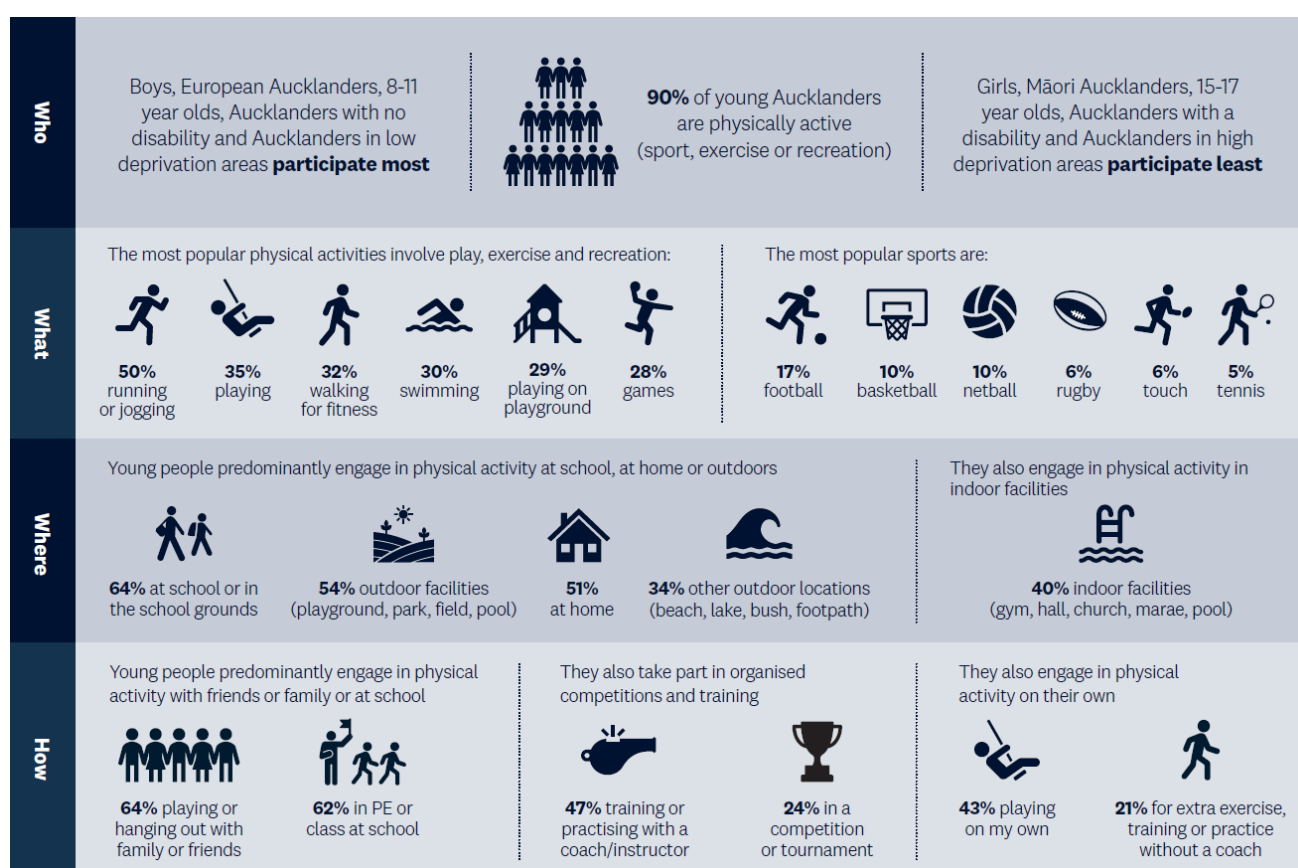 Who
Boys, European Aucklanders, 8-11
year olds, Aucklanders with no
disability and Aucklanders in low
deprivation areas participate most
90% of young Aucklanders
are physically active
(sport, exercise or recreation)
Girls, Māori Aucklanders, 15-17
year olds, Aucklanders with a
disability and Aucklanders in high
deprivation areas participate least
What
The most popular physical activities involve play, exercise and recreation:
50%
running
or jogging
35%
playing
32%
walking
for fitness
30%
swimming
29%
playing on
playground
28%
games
The most popular sports are:
17%
football
10%
basketball
10%
netball
6%
rugby
6%
touch
5%
tennis
Where
Young people predominantly engage in physical activity at school, at home or outdoors
64% at school or in
the school grounds
54% outdoor facilities
(playground, park, field, pool)
51%
at home
34% other outdoor locations
(beach, lake, bush, footpath)
They also engage in physical activity in
indoor facilities
40% indoor facilities
(gym, hall, church, marae, pool)
How
Young people predominantly engage in physical
activity with friends or family or at school
64% playing or
hanging out with
family or friends
62% in PE or
class at school
They also take part in organised
competitions and training
47% training or
practising with a
coach/instructor
24% in a
competition
or tournament
They also engage in physical
activity on their own
43% playing
on my own
21% for extra exercise,
training or practice
without a coach